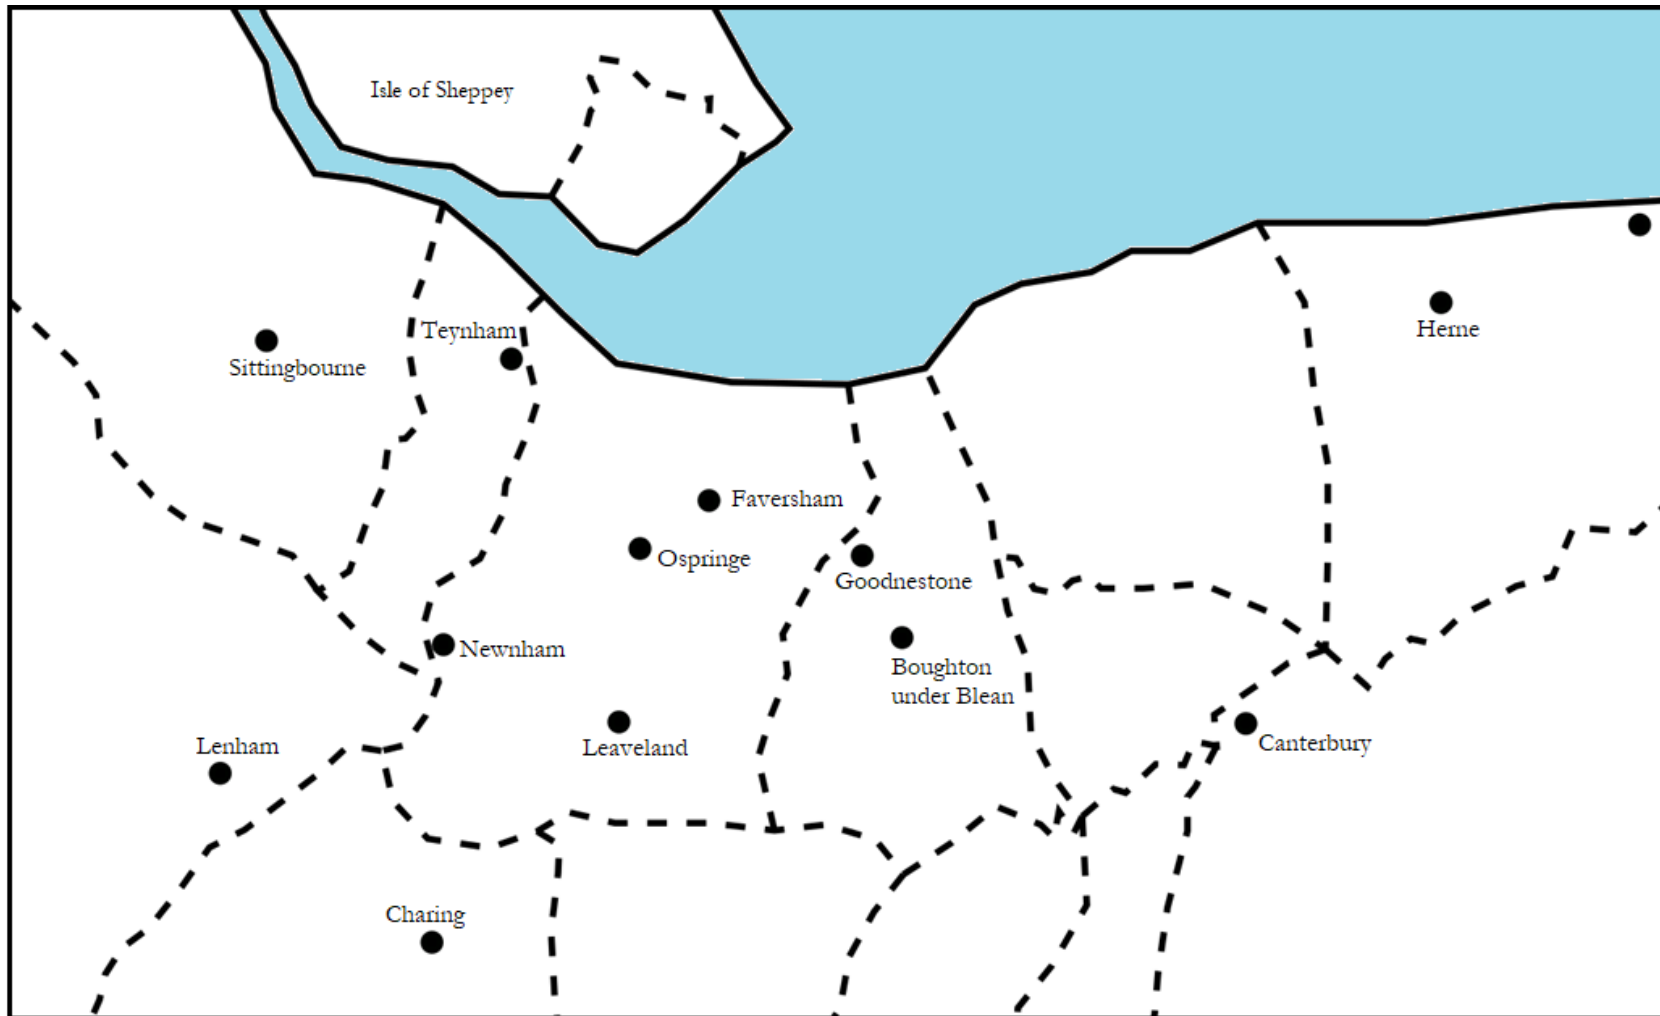 Isle of Sheppey
Teynham
Herne
Sittingbourne
Faversham
Ospringe
Goodnestone
Newnham
Boughton
under Blean
Lenham
Leaveland
Canterbury
Charing